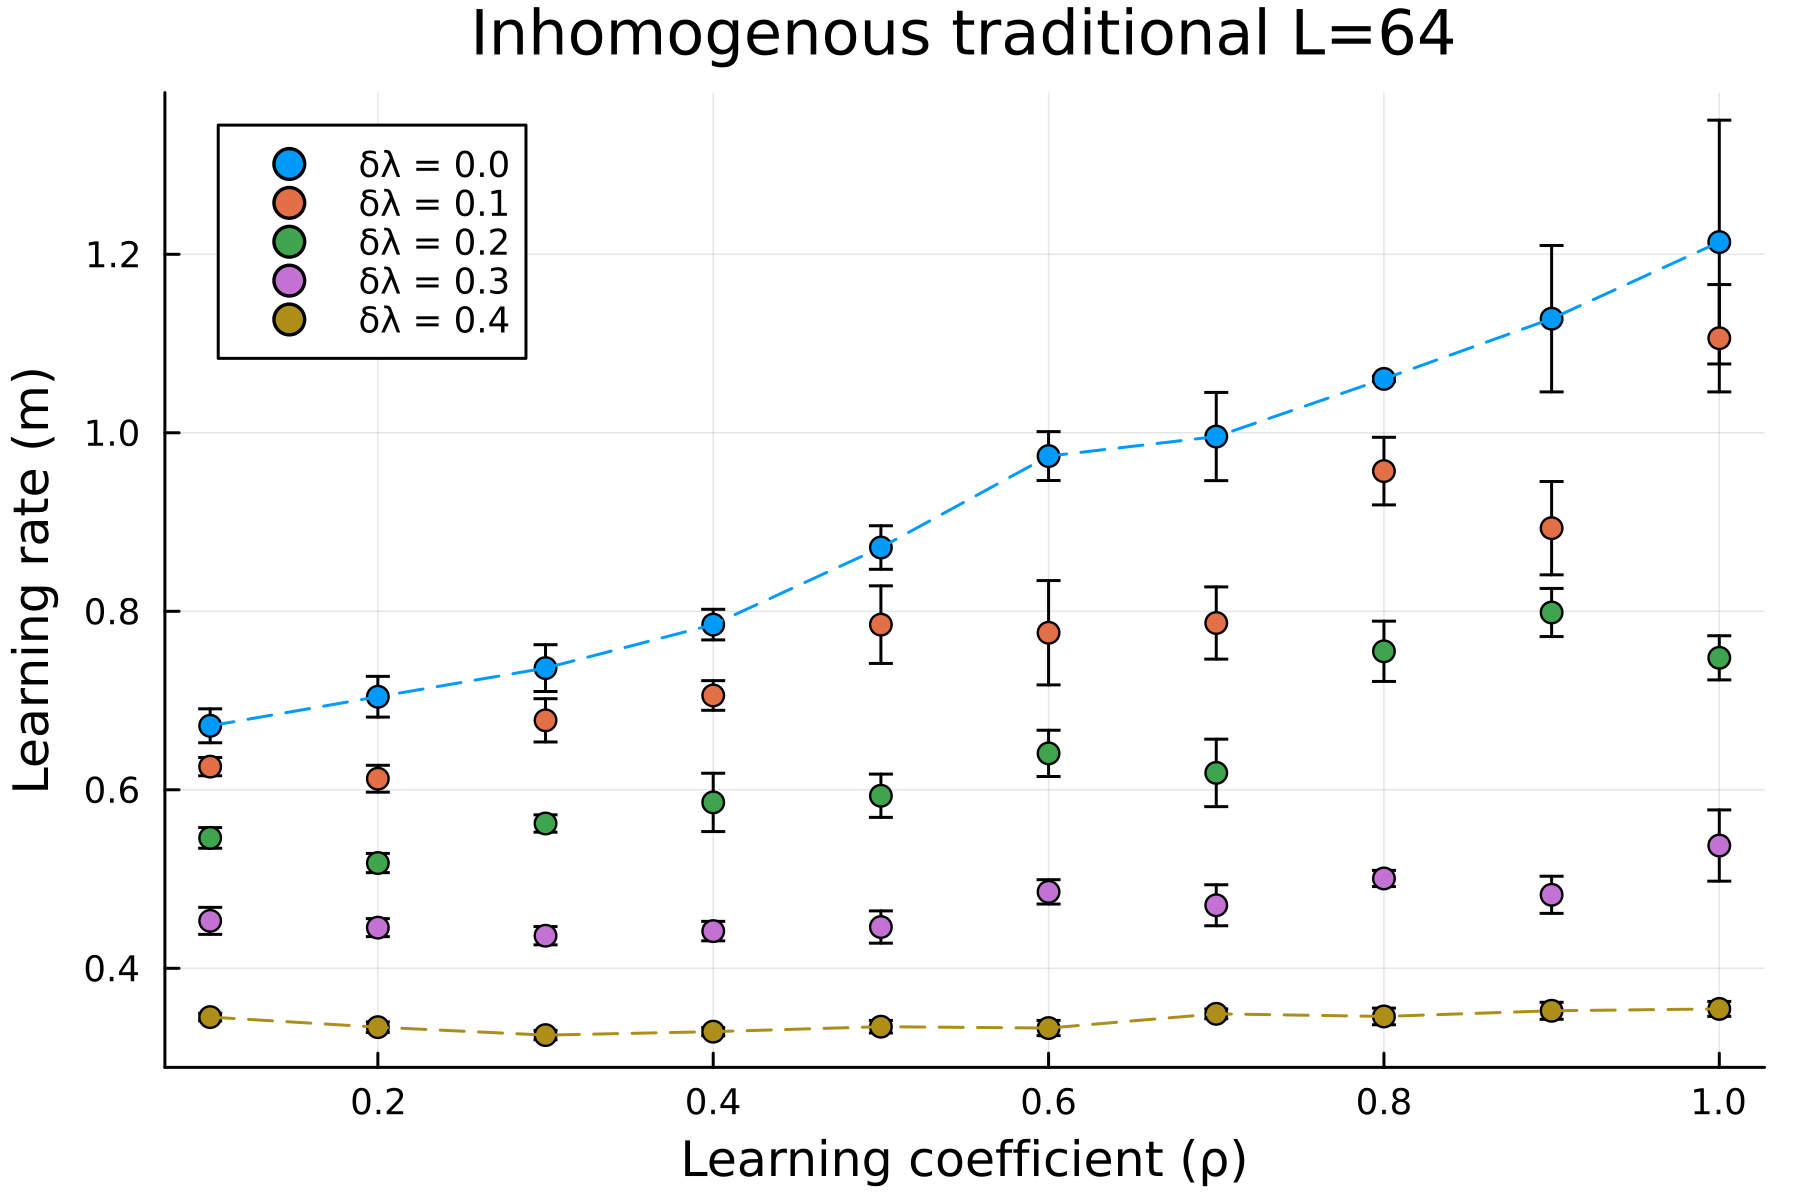 Inhomogenous traditional L=64
δλ = 0.0
δλ = 0.1
δλ = 0.2
δλ = 0.3
δλ = 0.4
Learning rate (m)
1.2
1.0
0.8
0.6
0.4
0.2
0.4
0.6
0.8
1.0
Learning coefficient (ρ)